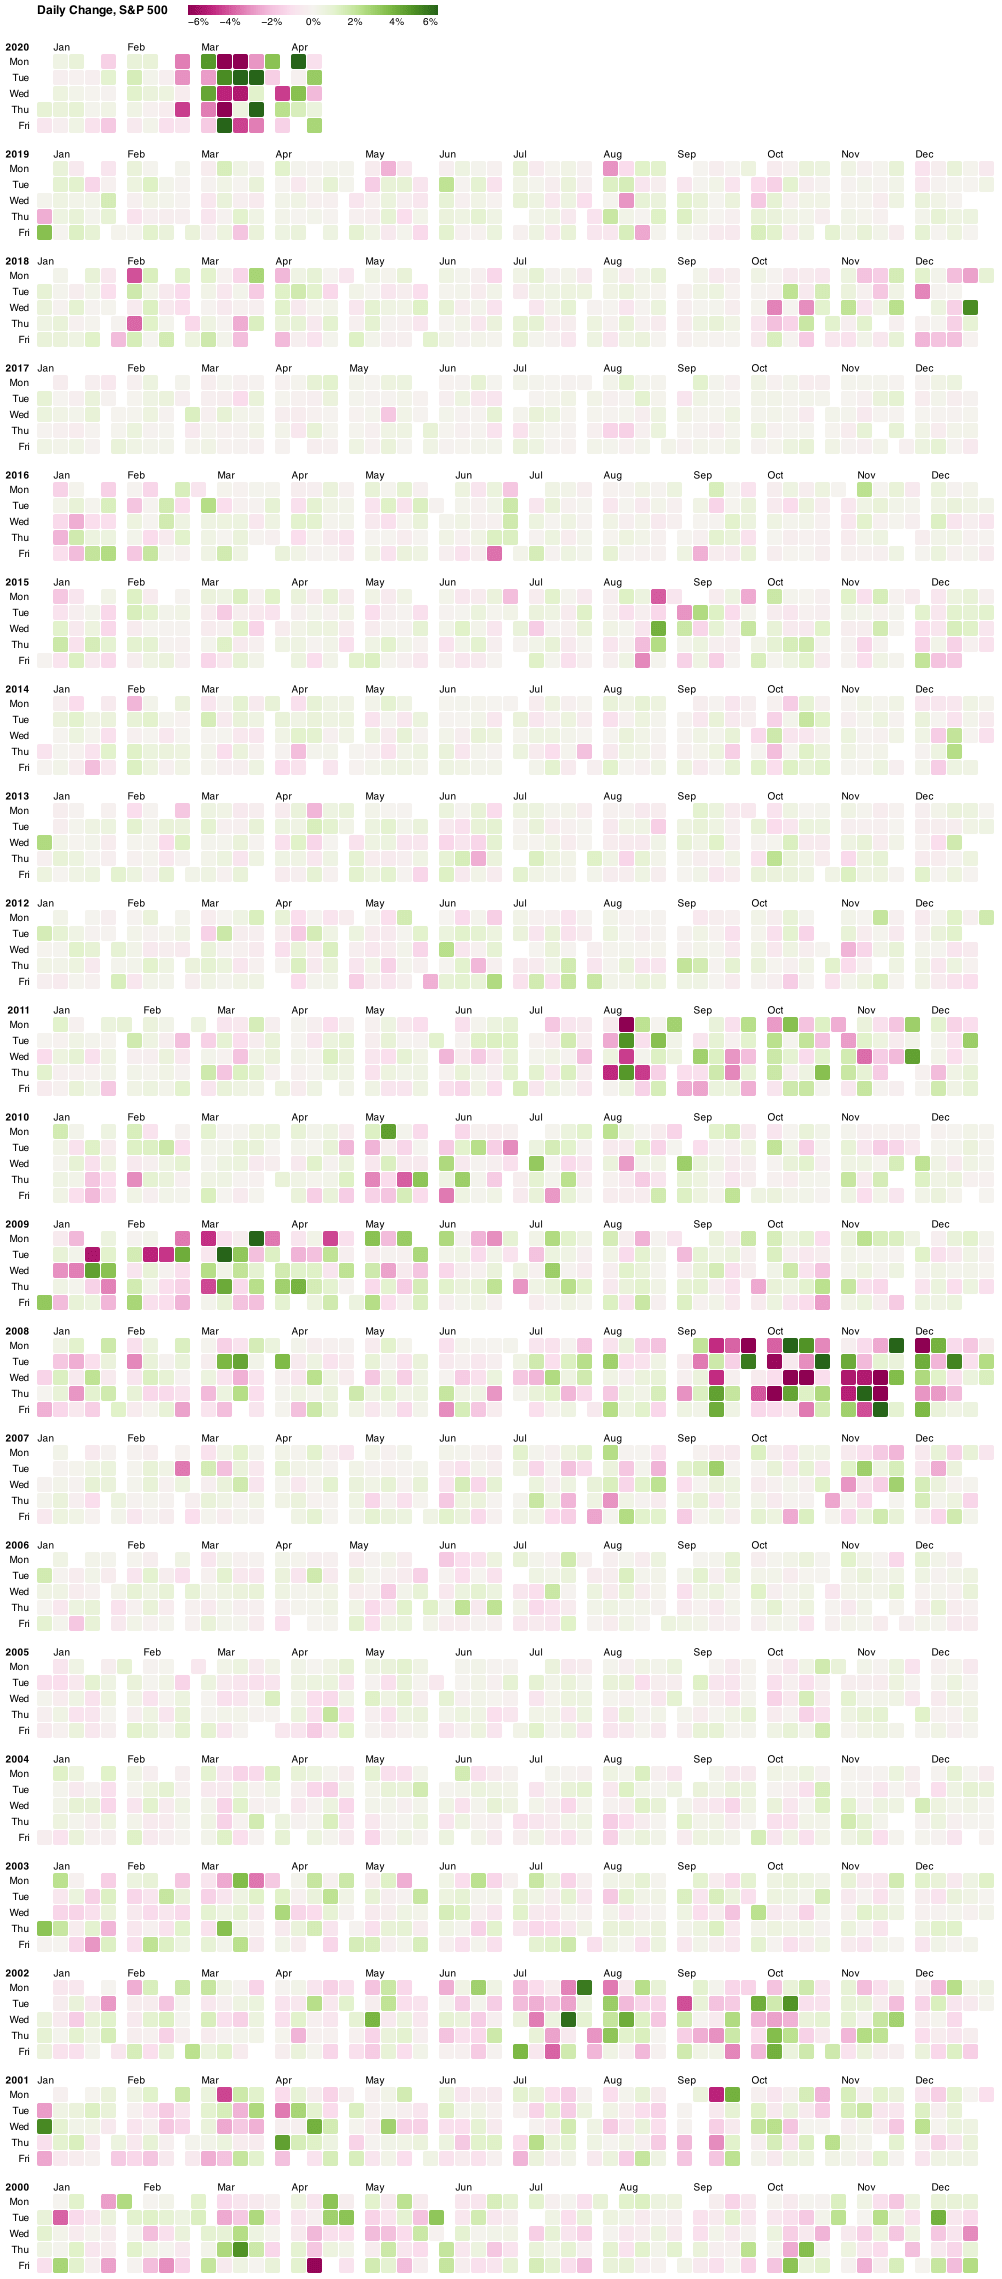 Daily Change, S&P 500
−6% −4% −2% 0% 2% 4% 6%
2020 Jan Feb Mar Apr
Mon
Tue
Wed
Thu
Fri
2019 Jan Feb Mar Apr May Jun Jul Aug Sep Oct Nov Dec
Mon
Tue
Wed
Thu
Fri
2018 Jan Feb Mar Apr May Jun Jul Aug Sep Oct Nov Dec
Mon
Tue
Wed
Thu
Fri
2017 Jan Feb Mar Apr May Jun Jul Aug Sep Oct Nov Dec
Mon
Tue
Wed
Thu
Fri
2016 Jan Feb Mar Apr May Jun Jul Aug Sep Oct Nov Dec
Mon
Tue
Wed
Thu
Fri
2015 Jan Feb Mar Apr May Jun Jul Aug Sep Oct Nov Dec
Mon
Tue
Wed
Thu
Fri
2014 Jan Feb Mar Apr May Jun Jul Aug Sep Oct Nov Dec
Mon
Tue
Wed
Thu
Fri
2013 Jan Feb Mar Apr May Jun Jul Aug Sep Oct Nov Dec
Mon
Tue
Wed
Thu
Fri
2012 Jan Feb Mar Apr May Jun Jul Aug Sep Oct Nov Dec
Mon
Tue
Wed
Thu
Fri
2011 Jan Feb Mar Apr May Jun Jul Aug Sep Oct Nov Dec
Mon
Tue
Wed
Thu
Fri
2010 Jan Feb Mar Apr May Jun Jul Aug Sep Oct Nov Dec
Mon
Tue
Wed
Thu
Fri
2009 Jan Feb Mar Apr May Jun Jul Aug Sep Oct Nov Dec
Mon
Tue
Wed
Thu
Fri
2008 Jan Feb Mar Apr May Jun Jul Aug Sep Oct Nov Dec
Mon
Tue
Wed
Thu
Fri
2007 Jan Feb Mar Apr May Jun Jul Aug Sep Oct Nov Dec
Mon
Tue
Wed
Thu
Fri
2006 Jan Feb Mar Apr May Jun Jul Aug Sep Oct Nov Dec
Mon
Tue
Wed
Thu
Fri
2005 Jan Feb Mar Apr May Jun Jul Aug Sep Oct Nov Dec
Mon
Tue
Wed
Thu
Fri
2004 Jan Feb Mar Apr May Jun Jul Aug Sep Oct Nov Dec
Mon
Tue
Wed
Thu
Fri
2003 Jan Feb Mar Apr May Jun Jul Aug Sep Oct Nov Dec
Mon
Tue
Wed
Thu
Fri
2002 Jan Feb Mar Apr May Jun Jul Aug Sep Oct Nov Dec
Mon
Tue
Wed
Thu
Fri
2001 Jan Feb Mar Apr May Jun Jul Aug Sep Oct Nov Dec
Mon
Tue
Wed
Thu
Fri
2000 Jan Feb Mar Apr May Jun Jul Aug Sep Oct Nov Dec
Mon
Tue
Wed
Thu
Fri